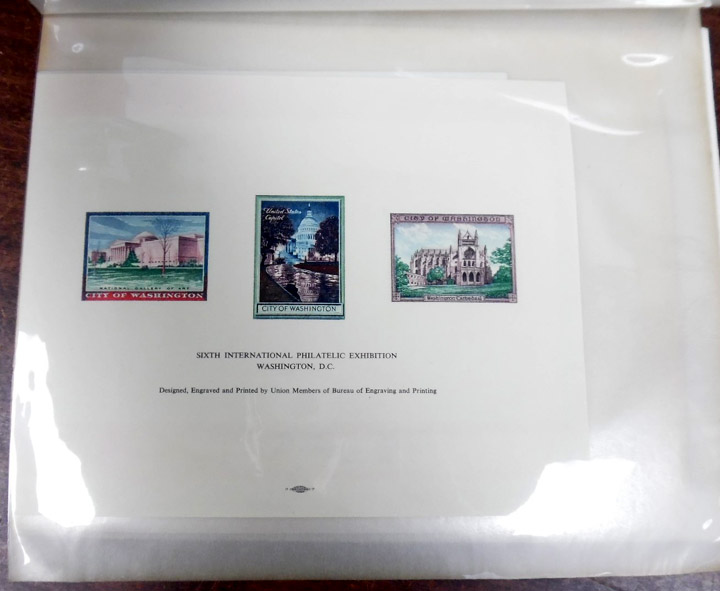 NATIONAL GALLERY OF ART
CITY OF WASHINGTON
United States
Capitol
CITY OF WASHINGTON
CITY OF WASHINGTON
Washington Cathedral
SIXTH INTERNATIONAL PHILATELIC EXHIBITION
WASHINGTON, D.C.
Designed, Engraved and Printed by Union Members of Bureau of Engraving and Printing